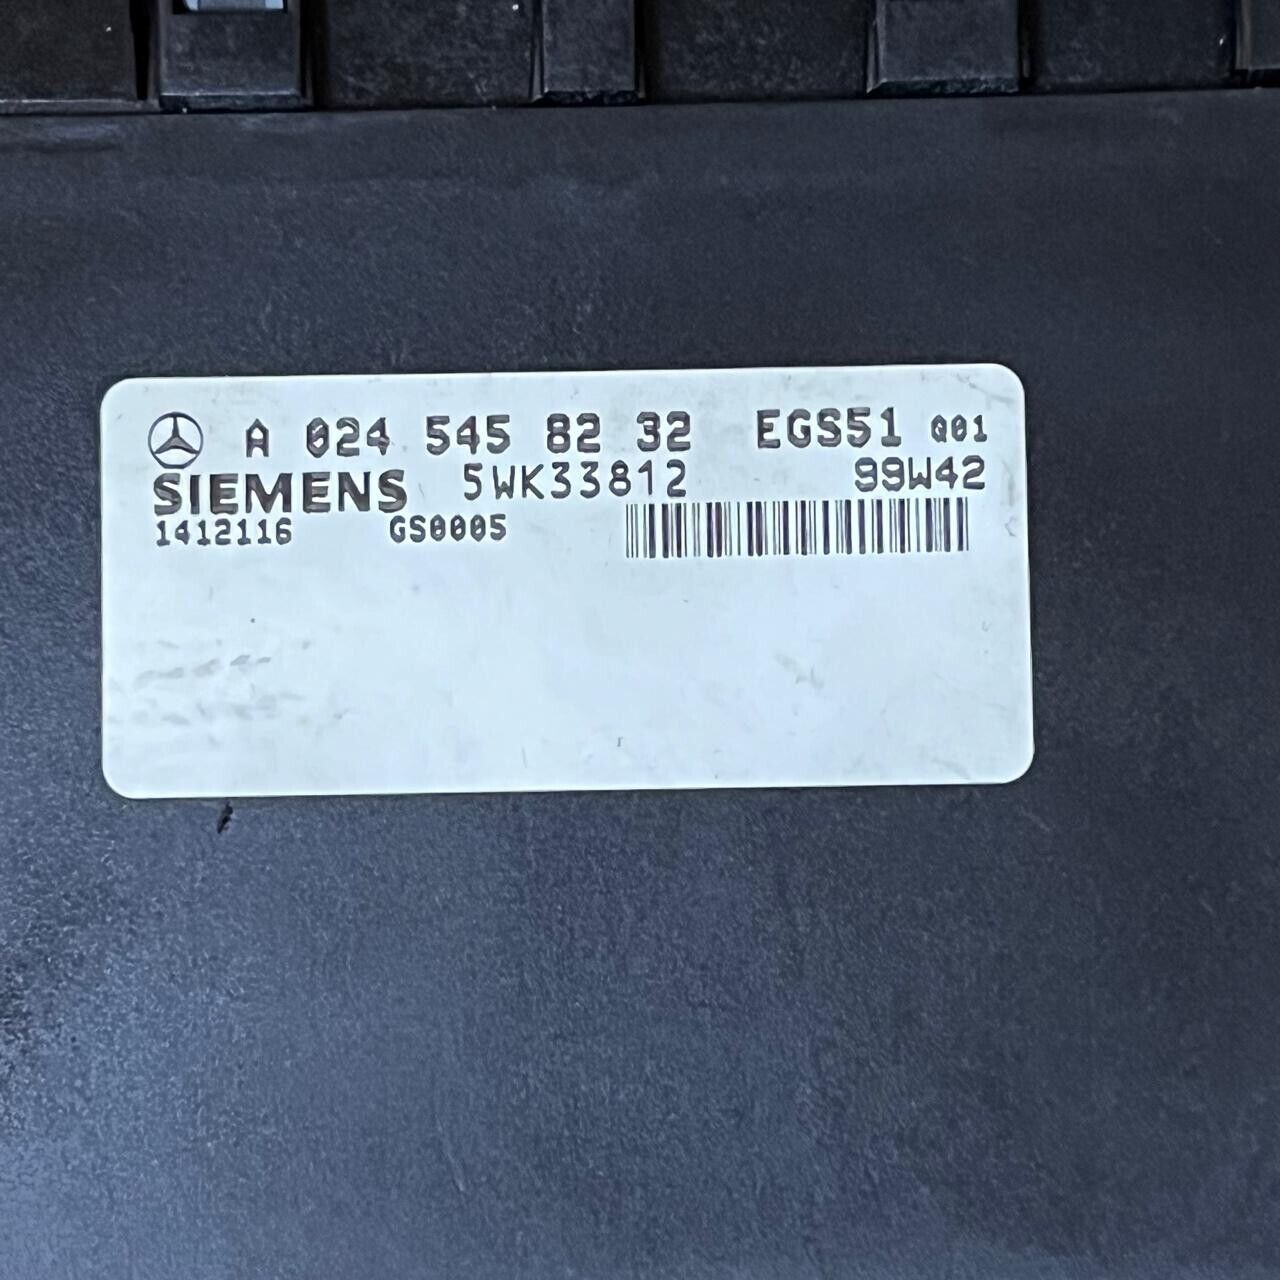 A 024 545 82 32 EGS51 Q01
SIEMENS 5WK33812 99W42
1412116 GS0005